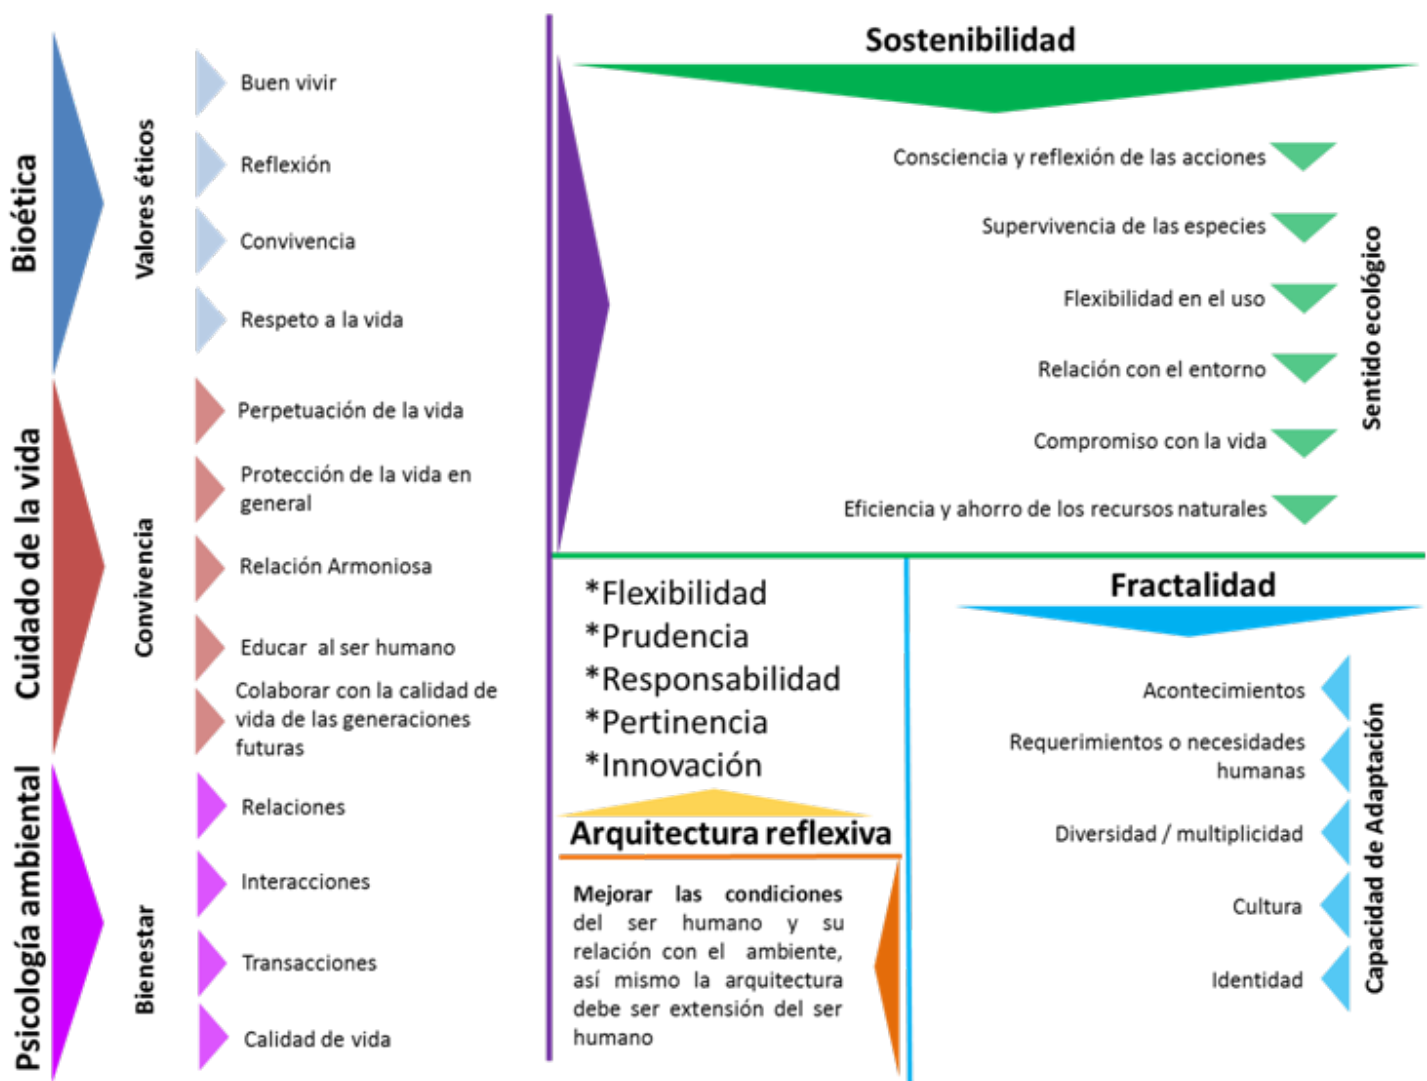 Bioética
Valores éticos
Buen vivir
Reflexión
Convivencia
Respeto a la vida
Cuidado de la vida
Convivencia
Perpetuación de la vida
Protección de la vida en
general
Relación Armoniosa
Educar al ser humano
Colaborar con la calidad de
vida de las generaciones
futuras
Psicología ambiental
Bienestar
Relaciones
Interacciones
Transacciones
Calidad de vida
Sostenibilidad
Consciencia y reflexión de las acciones
Supervivencia de las especies
Flexibilidad en el uso
Relación con el entorno
Compromiso con la vida
Eficiencia y ahorro de los recursos naturales
Sentido ecológico
*Flexibilidad
*Prudencia
*Responsabilidad
*Pertinencia
*Innovación
Arquitectura reflexiva
Mejorar las condiciones
del ser humano y su
relación con el ambiente,
así mismo la arquitectura
debe ser extensión del ser
humano
Fractalidad
Acontecimientos
Requerimientos o necesidades
humanas
Diversidad / multiplicidad
Cultura
Identidad
Capacidad de Adaptación